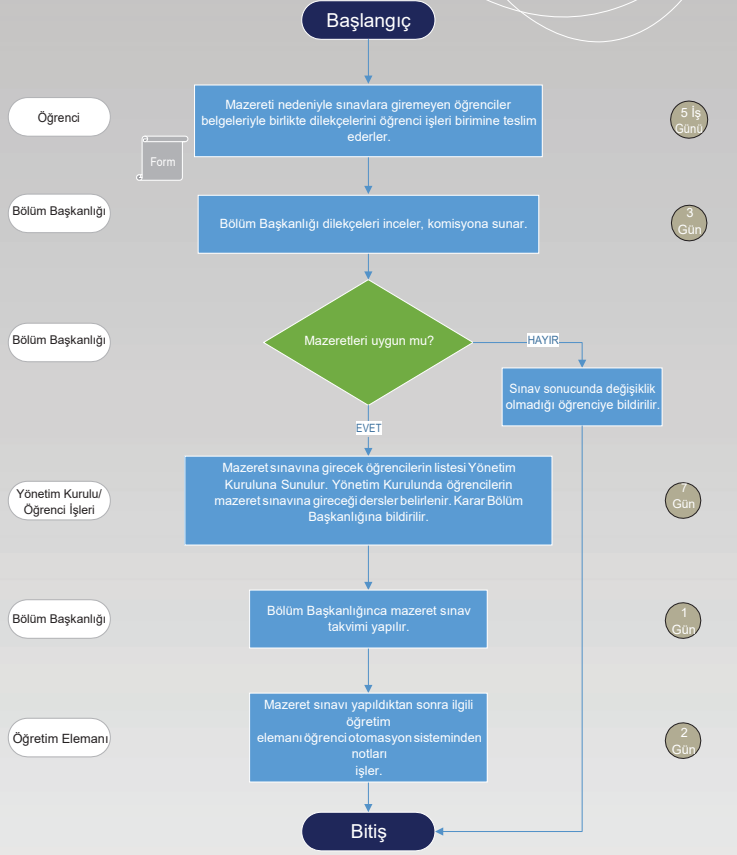 Başlangıç
Öğrenci
Mazereti nedeniyle sınavlara giremeyen öğrenciler
belgeleriyle birlikte dilekçelerini öğrenci işleri birimine teslim
ederler.
5 İş
Günü
Form
Bölüm Başkanlığı
Bölüm Başkanlığı dilekçeleri inceler, komisyona sunar.
3
Gün
Bölüm Başkanlığı
Mazeretleri uygun mu?
HAYIR
Sınav sonucunda değişiklik
olmadığı öğrenciye bildirilir.
EVET
Yönetim Kurulu/
Öğrenci İşleri
Mazeret sınavına girecek öğrencilerin listesi Yönetim
Kuruluna Sunulur. Yönetim Kurulunda öğrencilerin
mazeret sınavına gireceği dersler belirlenir. Karar Bölüm
Başkanlığına bildirilir.
7
Gün
Bölüm Başkanlığı
Bölüm Başkanlığınca mazeret sınav
takvimi yapılır.
1
Gün
Öğretim Elemanı
Mazeret sınavı yapıldıktan sonra ilgili
öğretim
elemanı öğrenci otomasyon sisteminden
notları
işler.
2
Gün
Bitiş